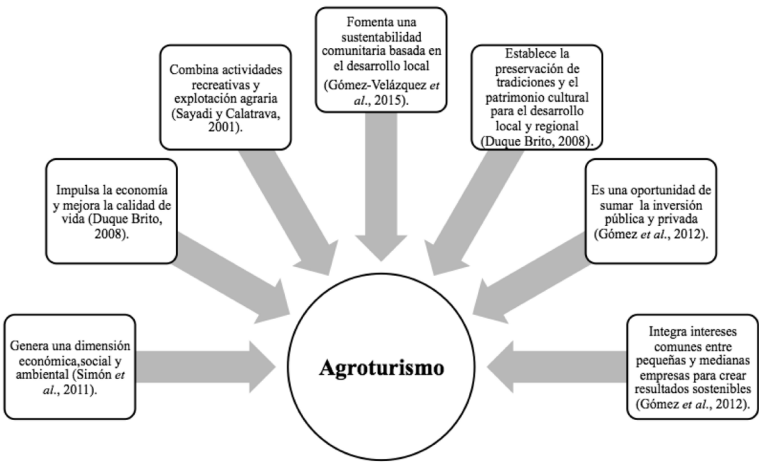 Fomenta una
sustentabilidad
comunitaria basada en
el desarrollo local
(Gómez-Velázquez et
al., 2015).
Combina actividades
recreativas y
explotación agraria
(Sayadi y Calatrava,
2001).
Establece la
preservación de
tradiciones y el
patrimonio cultural
para el desarrollo
local y regional
(Duque Brito, 2008).
Impulsa la economía
y mejora la calidad de
vida (Duque Brito,
2008).
Es una oportunidad de
sumar la inversión
pública y privada
(Gómez et al., 2012).
Genera una dimensión
económica,social y
ambiental (Simón et
al., 2011).
Agroturismo
Integra intereses
comunes entre
pequeñas y medianas
empresas para crear
resultados sostenibles
(Gómez et al., 2012).